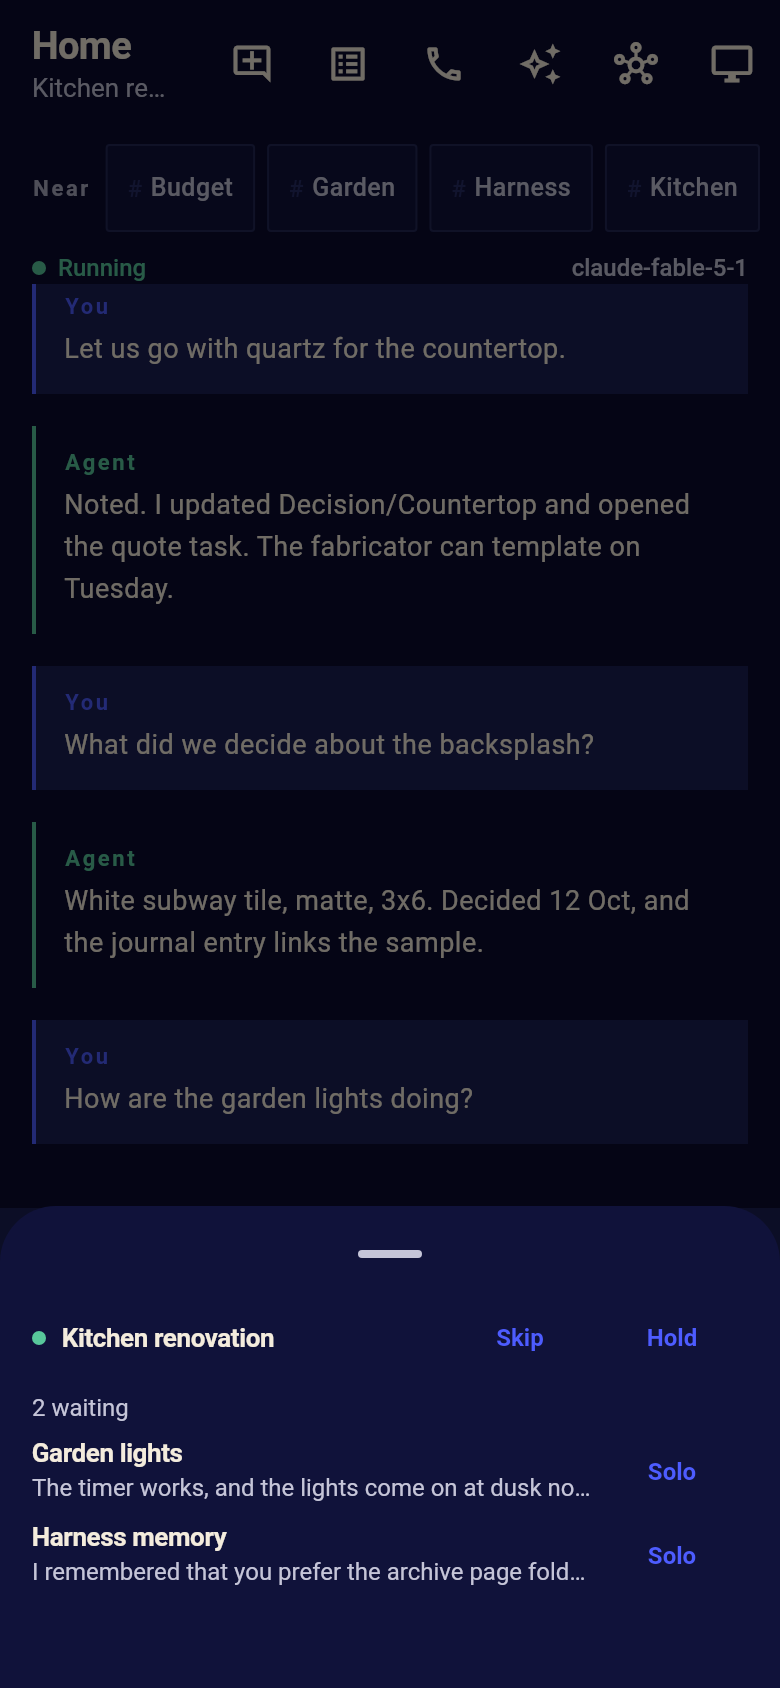 Home
Kitchen re...
Near
# Budget
# Garden
# Harness
# Kitchen
Running
claude-fable-5-1
You
Let us go with quartz for the countertop.
Agent
Noted. I updated Decision/Countertop and opened
the quote task. The fabricator can template on
Tuesday.
You
What did we decide about the backsplash?
Agent
White subway tile, matte, 3x6. Decided 12 Oct, and
the journal entry links the sample.
You
How are the garden lights doing?
Kitchen renovation
Skip
Hold
2 waiting
Garden lights
The timer works, and the lights come on at dusk no...
Solo
Harness memory
I remembered that you prefer the archive page fold...
Solo